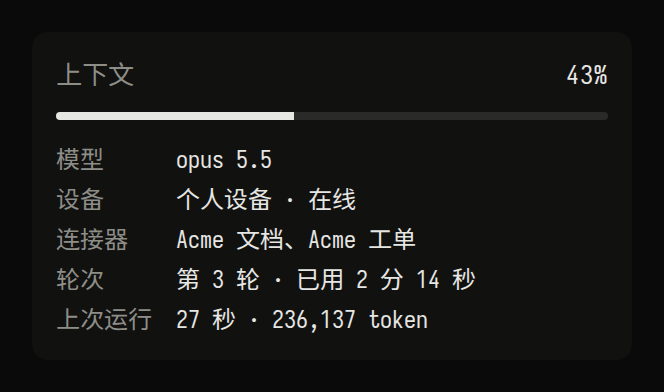 上下文 43%
模型 opus 5.5
设备 个人设备 · 在线
连接器 Acme 文档、Acme 工单
轮次 第 3 轮 · 已用 2 分 14 秒
上次运行 27 秒 · 236,137 token